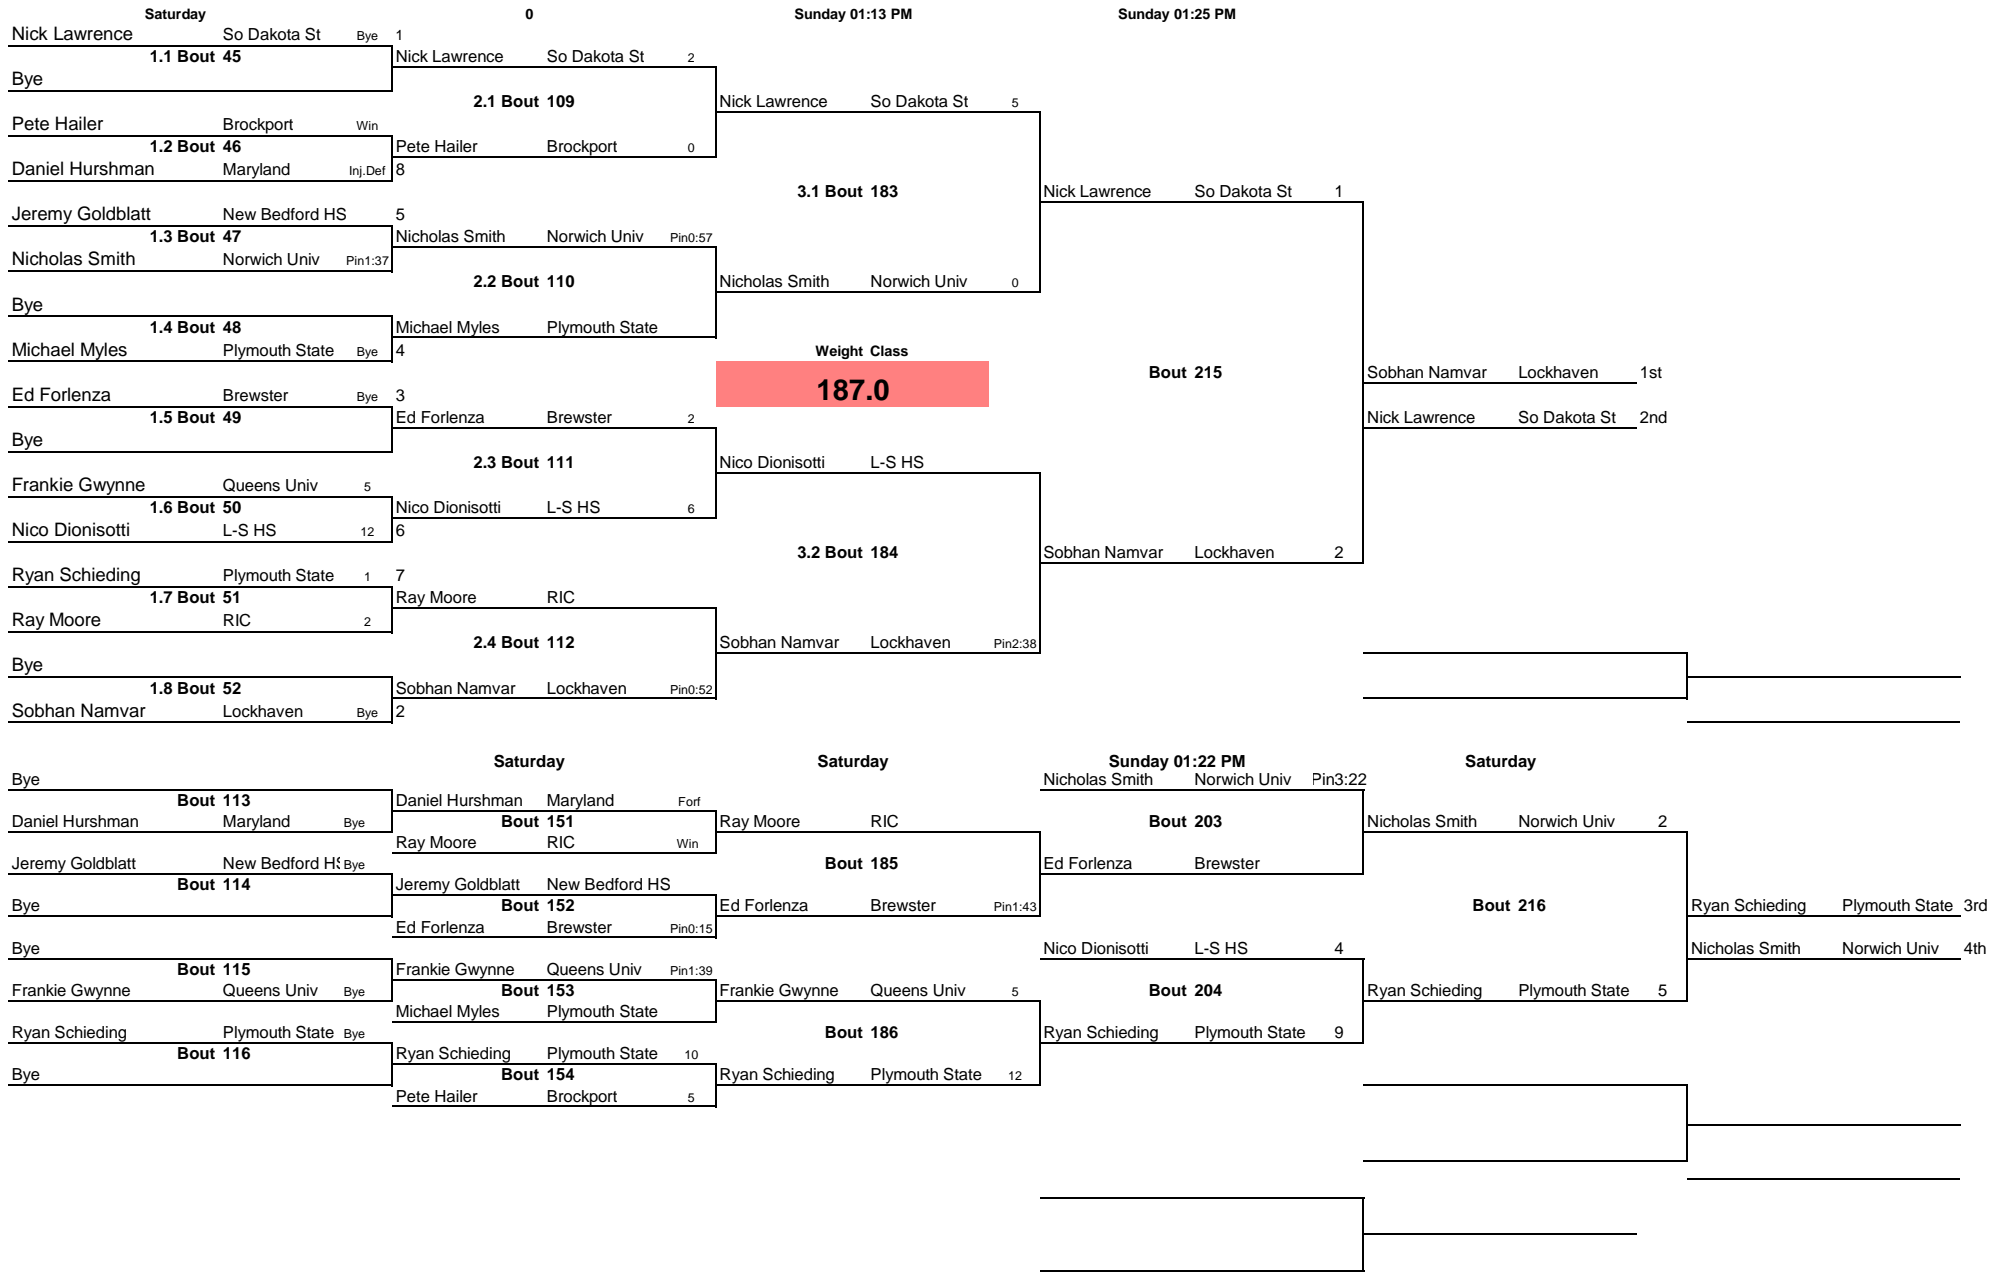 Saturday 0 Sunday 01:13 PM Sunday 01:25 PM
Nick Lawrence So Dakota St Bye 1
1.1 Bout 45 Nick Lawrence So Dakota St 2
Bye
2.1 Bout 109 Nick Lawrence So Dakota St 5
Pete Hailer Brockport Win
1.2 Bout 46 Pete Hailer Brockport 0
Daniel Hurshman Maryland Inj.Def 8
3.1 Bout 183 Nick Lawrence So Dakota St 1
Jeremy Goldblatt New Bedford HS 5
1.3 Bout 47 Nicholas Smith Norwich Univ Pin0:57
Nicholas Smith Norwich Univ Pin1:37
2.2 Bout 110 Nicholas Smith Norwich Univ 0
Bye
1.4 Bout 48 Michael Myles Plymouth State
Michael Myles Plymouth State Bye 4 Weight Class
Bout 215 Sobhan Namvar Lockhaven 1st
187.0
Ed Forlenza Brewster Bye 3
1.5 Bout 49 Ed Forlenza Brewster 2 Nick Lawrence So Dakota St 2nd
Bye
2.3 Bout 111 Nico Dionisotti L-S HS
Frankie Gwynne Queens Univ 5
1.6 Bout 50 Nico Dionisotti L-S HS 6
Nico Dionisotti L-S HS 12 6
3.2 Bout 184 Sobhan Namvar Lockhaven 2
Ryan Schieding Plymouth State 1 7
1.7 Bout 51 Ray Moore RIC
Ray Moore RIC 2
2.4 Bout 112 Sobhan Namvar Lockhaven Pin2:38
Bye
1.8 Bout 52 Sobhan Namvar Lockhaven Pin0:52
Sobhan Namvar Lockhaven Bye 2
Saturday Saturday Sunday 01:22 PM Saturday
Bye Nicholas Smith Norwich Univ Pin3:22
Bout 113 Daniel Hurshman Maryland Forf
Daniel Hurshman Maryland Bye Bout 151 Ray Moore RIC Bout 203 Nicholas Smith Norwich Univ 2
Ray Moore RIC Win
Jeremy Goldblatt New Bedford HS Bye Bout 185 Ed Forlenza Brewster
Bout 114 Jeremy Goldblatt New Bedford HS
Bye Bout 152 Ed Forlenza Brewster Pin1:43 Bout 216 Ryan Schieding Plymouth State 3rd
Ed Forlenza Brewster Pin0:15
Bye Nico Dionisotti L-S HS 4 Nicholas Smith Norwich Univ 4th
Bout 115 Frankie Gwynne Queens Univ Pin1:39
Frankie Gwynne Queens Univ Bye Bout 153 Frankie Gwynne Queens Univ 5 Bout 204 Ryan Schieding Plymouth State 5
Michael Myles Plymouth State
Ryan Schieding Plymouth State Bye Bout 186 Ryan Schieding Plymouth State 9
Bout 116 Ryan Schieding Plymouth State 10
Bye Bout 154 Ryan Schieding Plymouth State 12
Pete Hailer Brockport 5